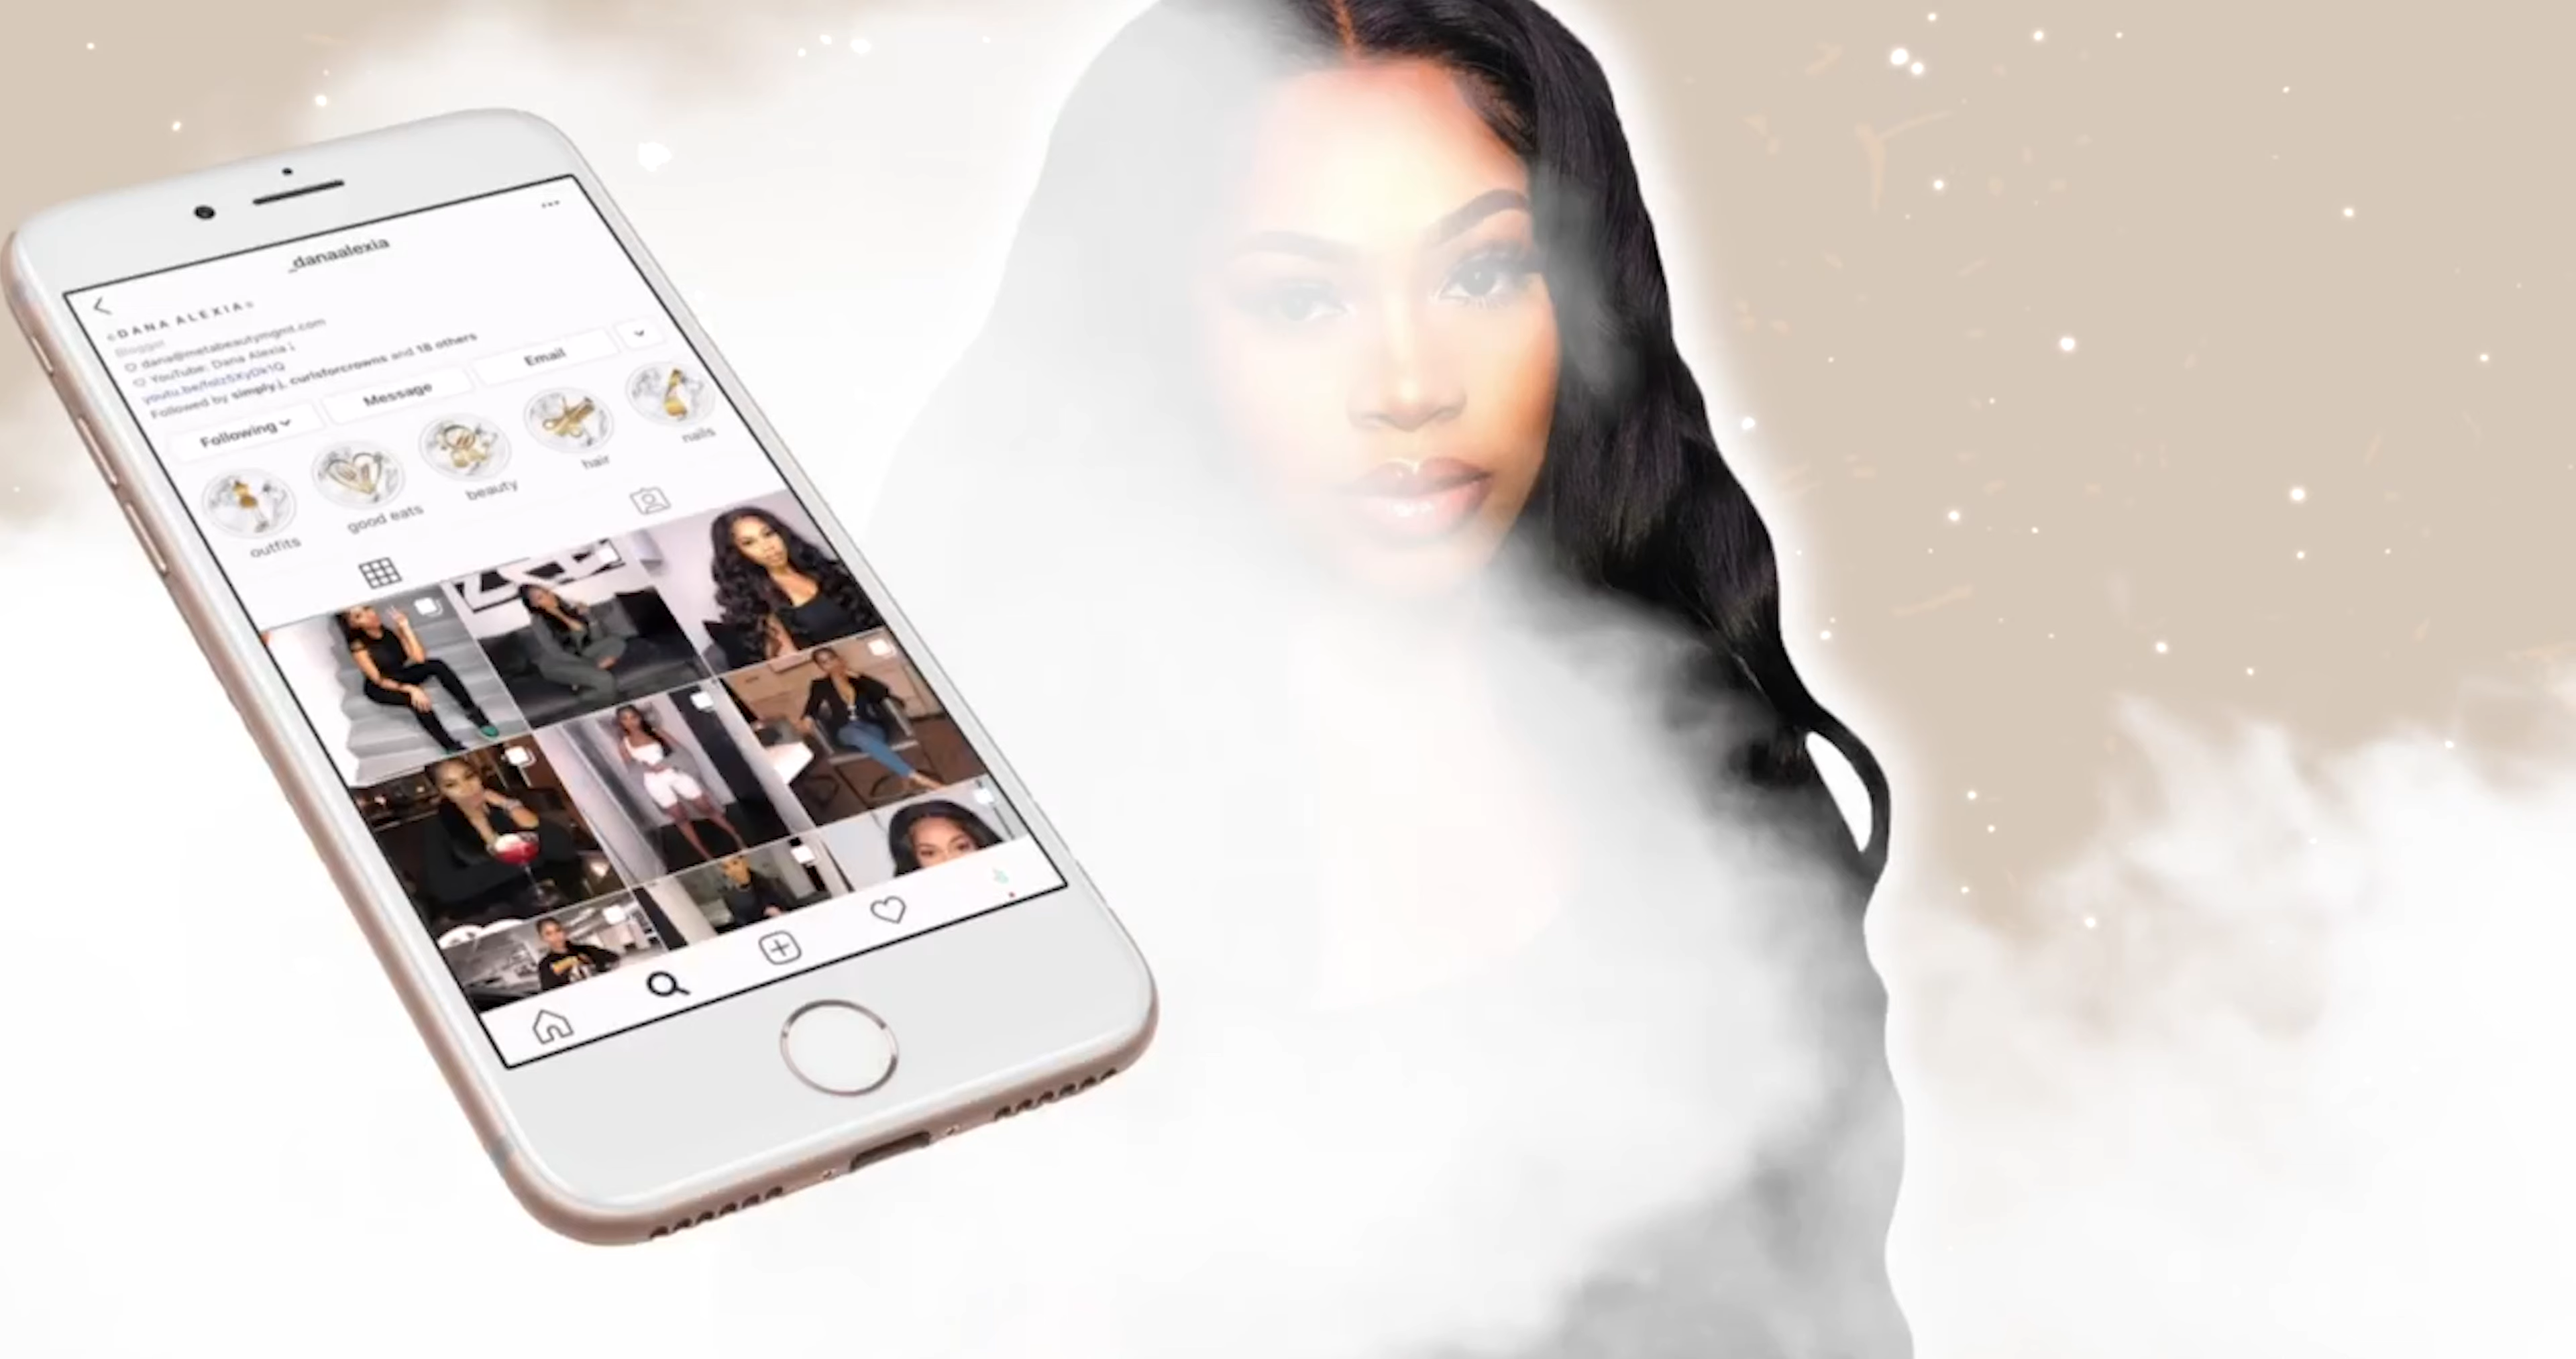 _danaalexia
DANA ALEXIA
Blogger
dana@metabeautymgmt.com
YouTube: Dana Alexia
Followed by simply.j, curlsforcrowns and 18 others
Following
Message
Email
outfits
good eats
beauty
hair
nails